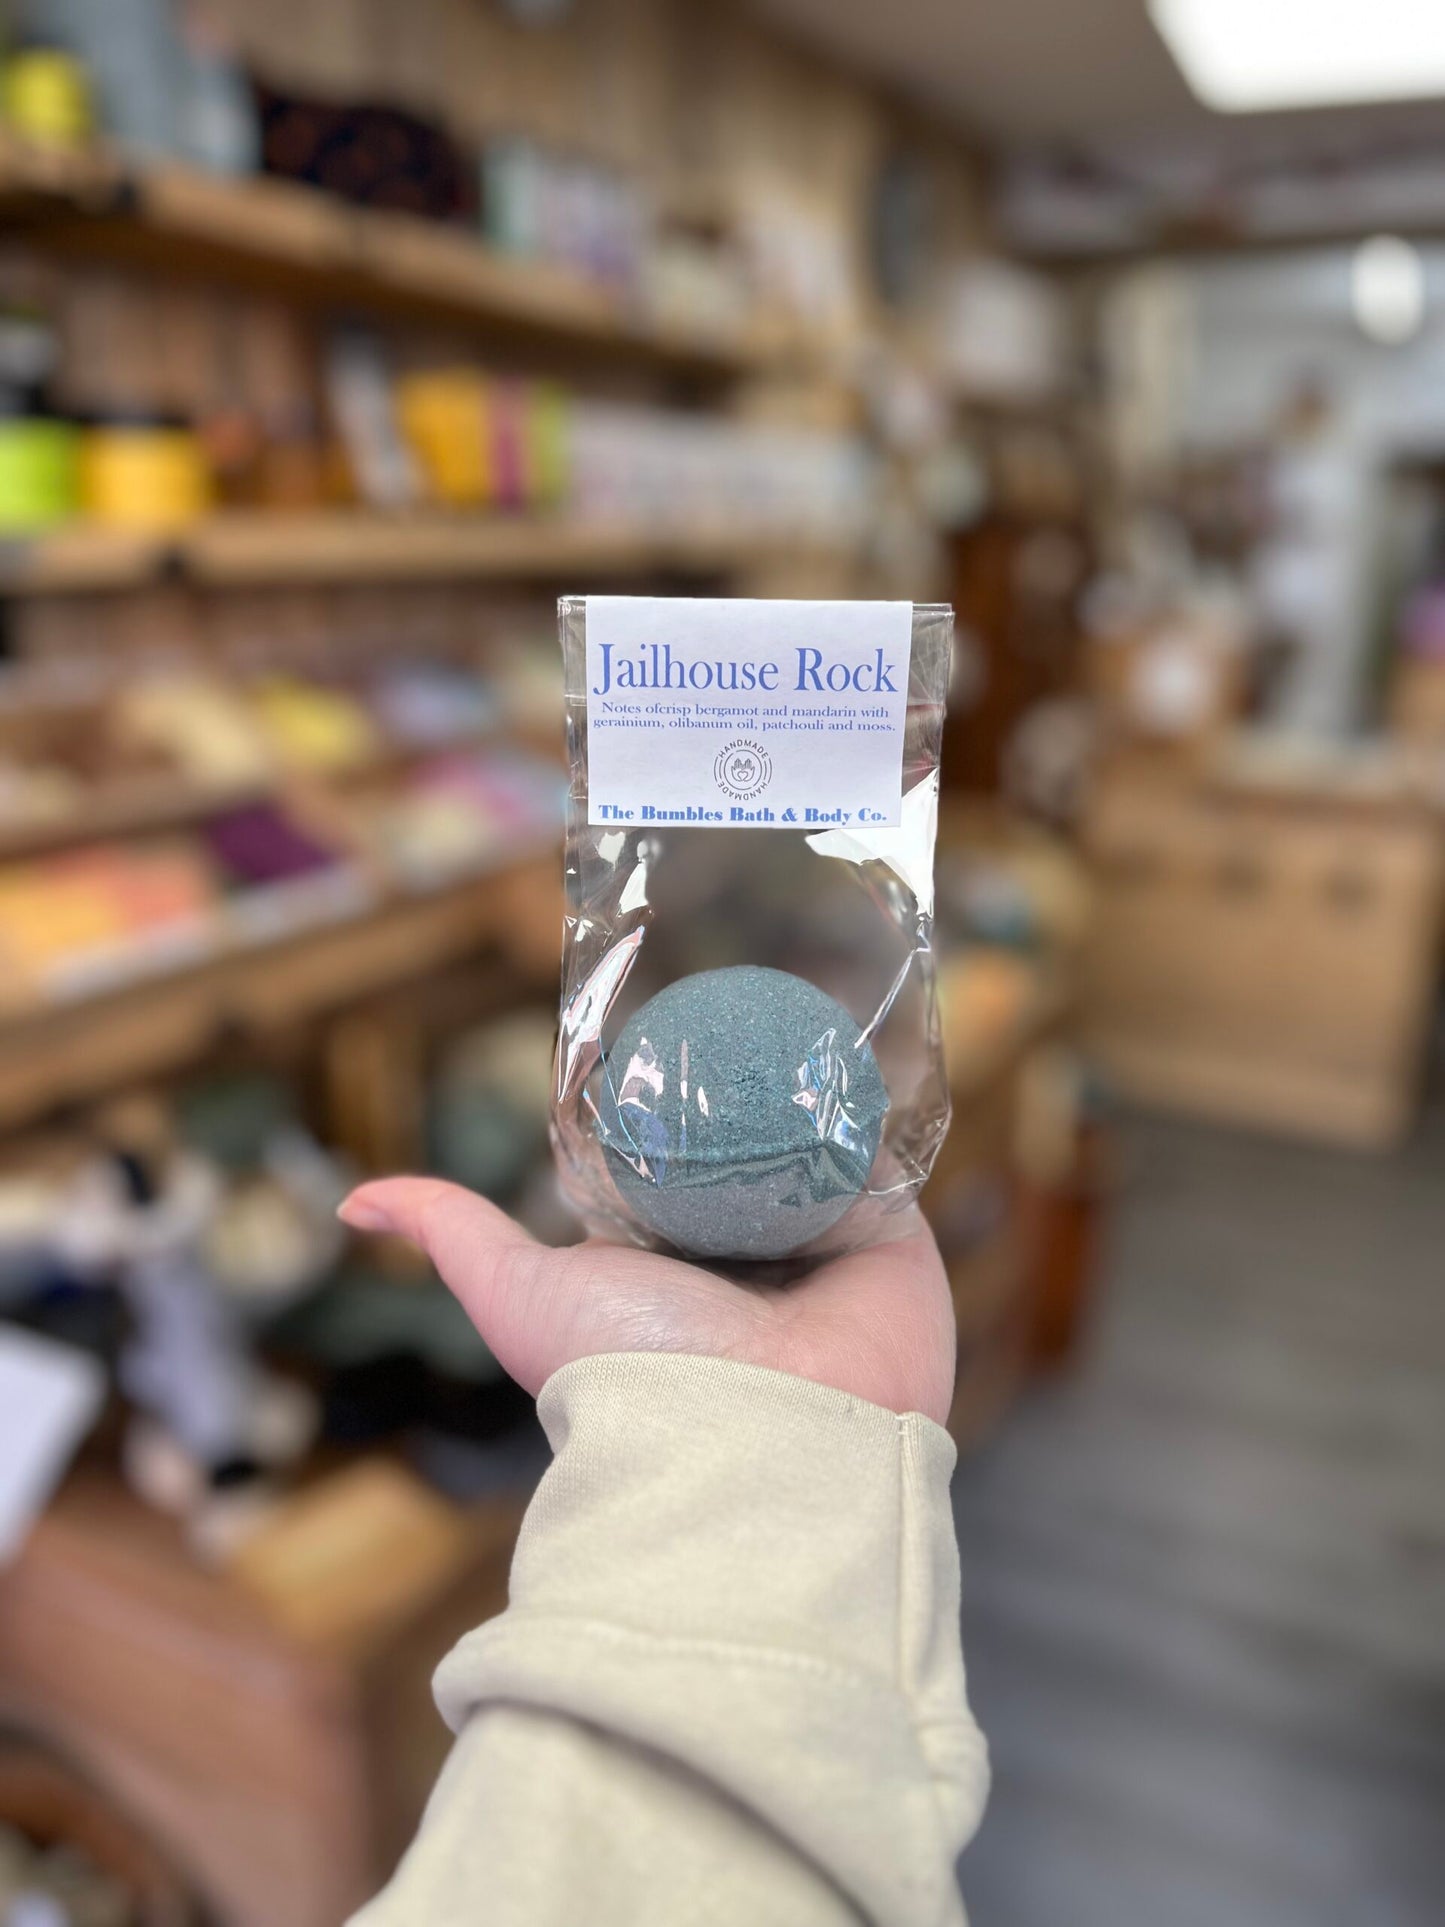 Jailhouse Rock
Notes ofcrisp bergamot and mandarin with
gerainium, olibanum oil, patchouli and moss.
HANDMADE
HANDMADE
The Bumbles Bath & Body Co.